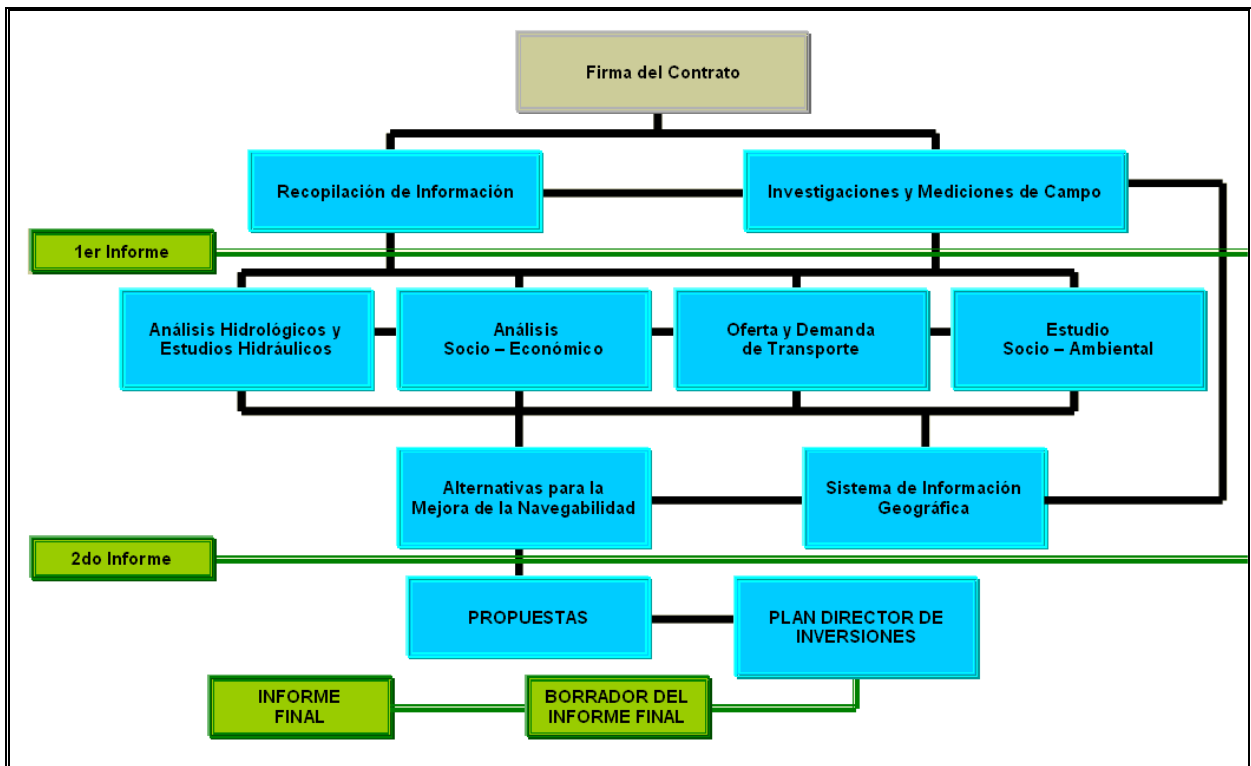 Firma del Contrato
Recopilación de Información
Investigaciones y Mediciones de Campo
1er Informe
Análisis Hidrológicos y
Estudios Hidráulicos
Análisis
Socio – Económico
Oferta y Demanda
de Transporte
Estudio
Socio – Ambiental
Alternativas para la
Mejora de la Navegabilidad
Sistema de Información
Geográfica
2do Informe
PROPUESTAS
PLAN DIRECTOR DE
INVERSIONES
INFORME
FINAL
BORRADOR DEL
INFORME FINAL